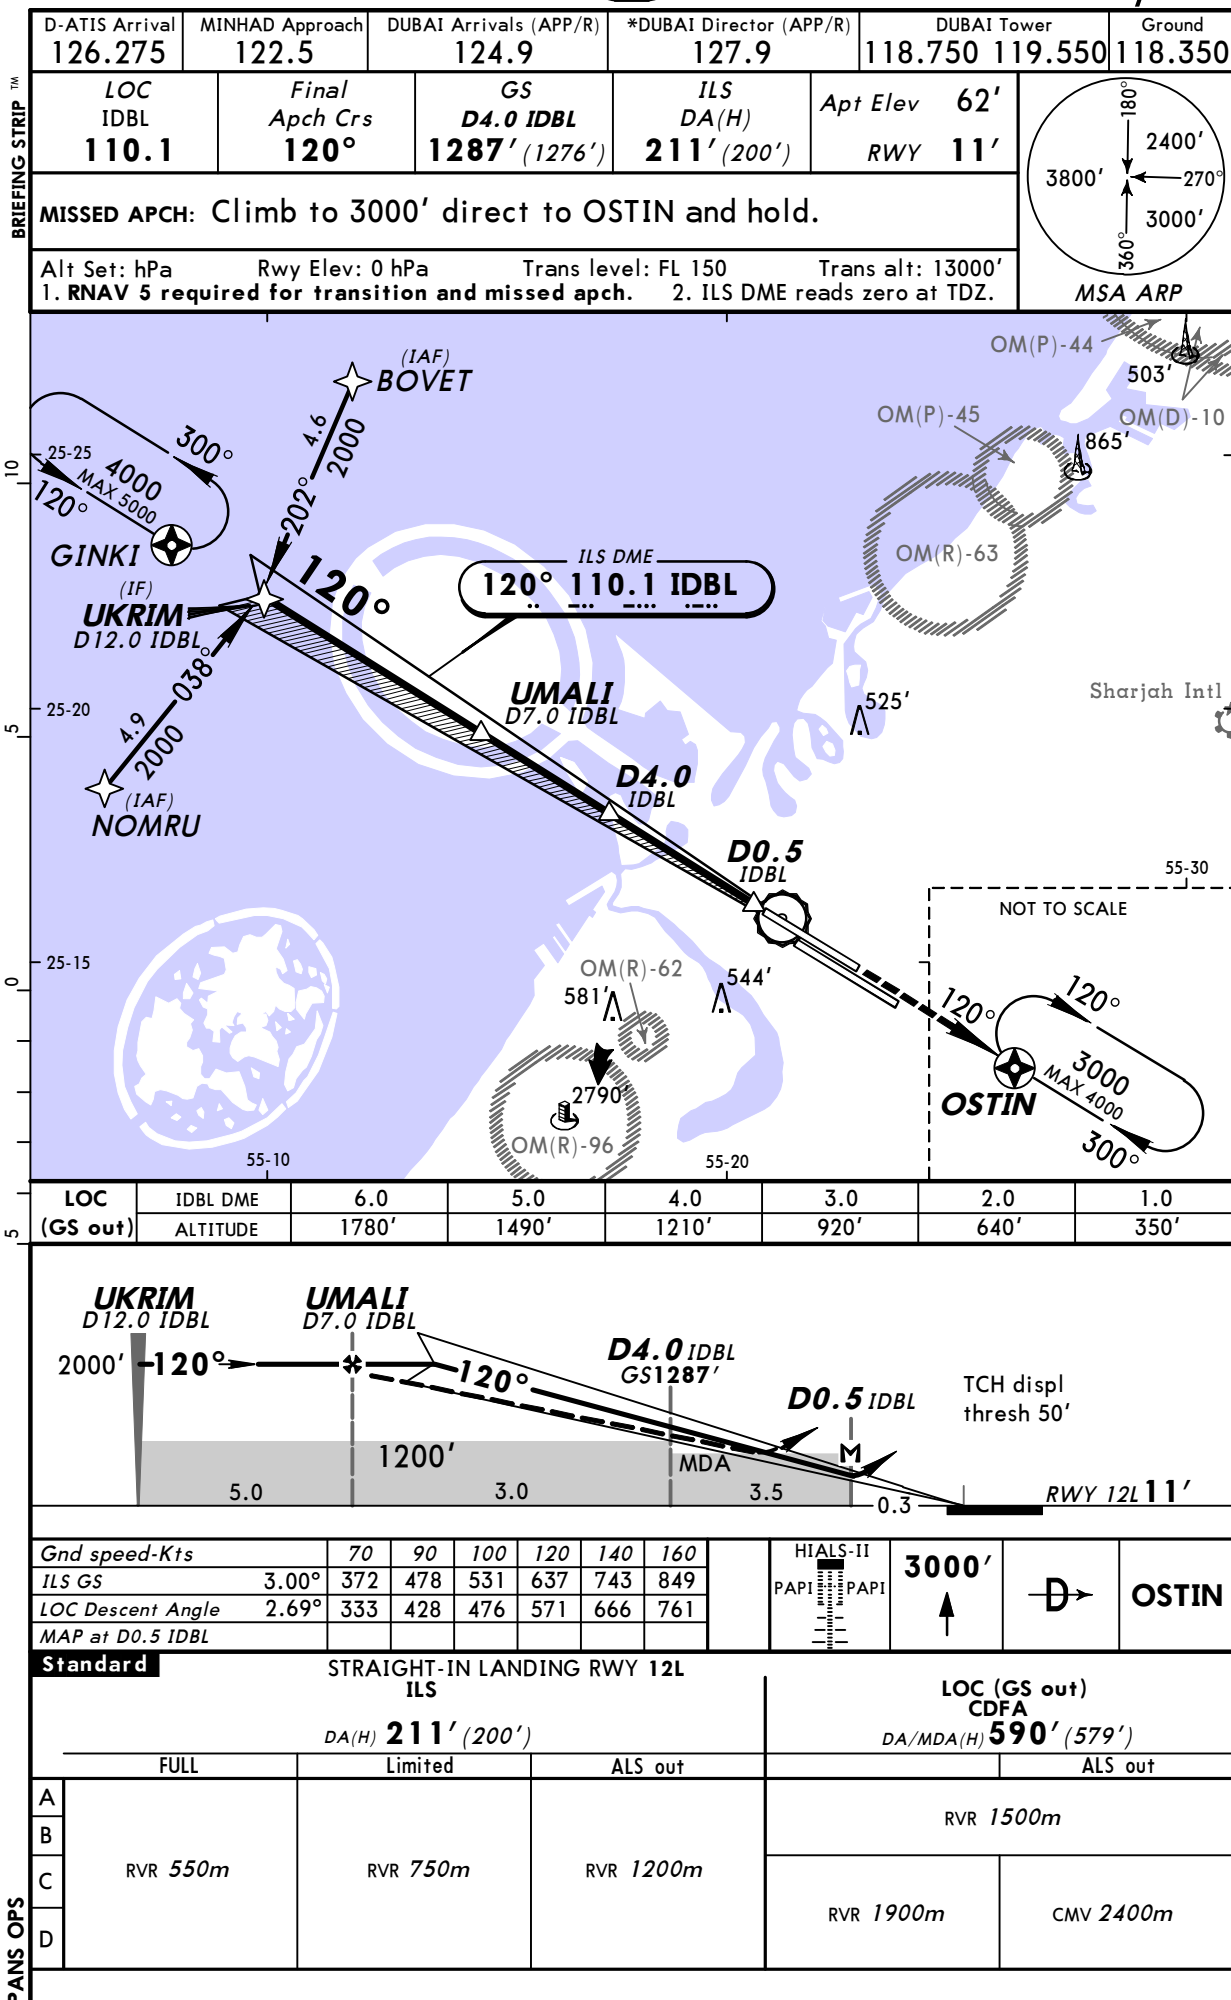 D-ATIS Arrival MINHAD Approach DUBAI Arrivals (APP/R) *DUBAI Director (APP/R) DUBAI Tower Ground
126.275 122.5 124.9 127.9 118.750 119.550 118.350
BRIEFING STRIP TM
LOC Final GS ILS
IDBL Apch Crs D4.0 IDBL DA(H)
110.1 120° 1287' (1276') 211' (200')
Apt Elev 62'
RWY 11'
180°
2400'
3800' 270°
3000'
360°
MSA ARP
MISSED APCH: Climb to 3000' direct to OSTIN and hold.
Alt Set: hPa Rwy Elev: 0 hPa Trans level: FL 150 Trans alt: 13000'
1. RNAV 5 required for transition and missed apch. 2. ILS DME reads zero at TDZ.
(IAF)
BOVET
4.6
2000
202°
OM(P)-44
503'
OM(D)-10
OM(P)-45
865'
OM(R)-63
300°
25-25
4000
MAX 5000
120°
GINKI
(IF)
UKRIM
D12.0 IDBL
120°
ILS DME
120° 110.1 IDBL
038°
4.9
2000
(IAF)
NOMRU
UMALI
D7.0 IDBL
25-20
525'
Sharjah Intl
D4.0
IDBL
D0.5
IDBL
55-30
NOT TO SCALE
25-15
OM(R)-62
581'
544'
120°
120°
3000
MAX 4000
OSTIN
300°
2790'
OM(R)-96
55-10
55-20
10
5
0
5
LOC IDBL DME 6.0 5.0 4.0 3.0 2.0 1.0
(GS out) ALTITUDE 1780' 1490' 1210' 920' 640' 350'
UKRIM UMALI
D12.0 IDBL D7.0 IDBL
D4.0 IDBL
GS1287'
2000' 120° 120°
D0.5 IDBL
TCH displ
thresh 50'
M
1200' MDA
5.0 3.0 3.5 0.3
RWY 12L 11'
Gnd speed-Kts 70 90 100 120 140 160
ILS GS 3.00° 372 478 531 637 743 849
LOC Descent Angle 2.69° 333 428 476 571 666 761
MAP at D0.5 IDBL
HIALS-II
PAPI PAPI
3000'
D
OSTIN
Standard
STRAIGHT-IN LANDING RWY 12L
ILS LOC (GS out)
CDFA
DA(H) 211' (200') DA/MDA(H) 590' (579')
FULL Limited ALS out ALS out
A
B
C
D
RVR 550m RVR 750m RVR 1200m
RVR 1500m
RVR 1900m CMV 2400m
PANS OPS